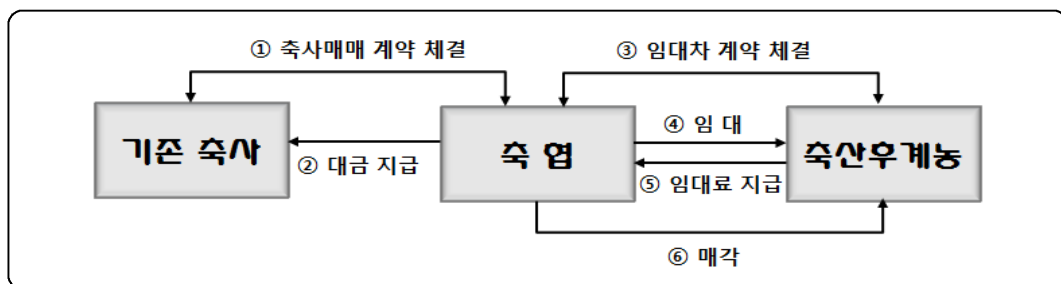 ① 축사매매 계약 체결
③ 임대차 계약 체결
기존 축사
② 대금 지급
축 협
④ 임 대
⑤ 임대료 지급
축산후계농
⑥ 매각